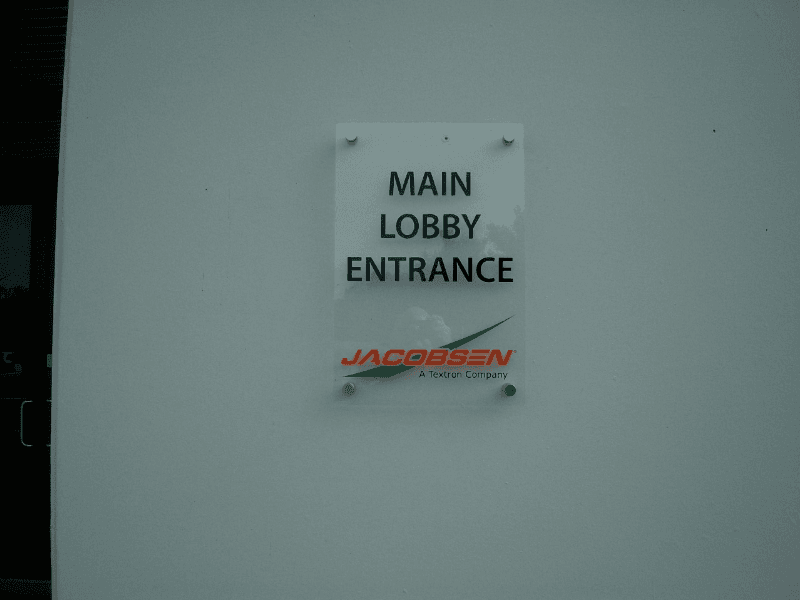 MAIN
LOBBY
ENTRANCE
JACOBSEN
A Textron Company